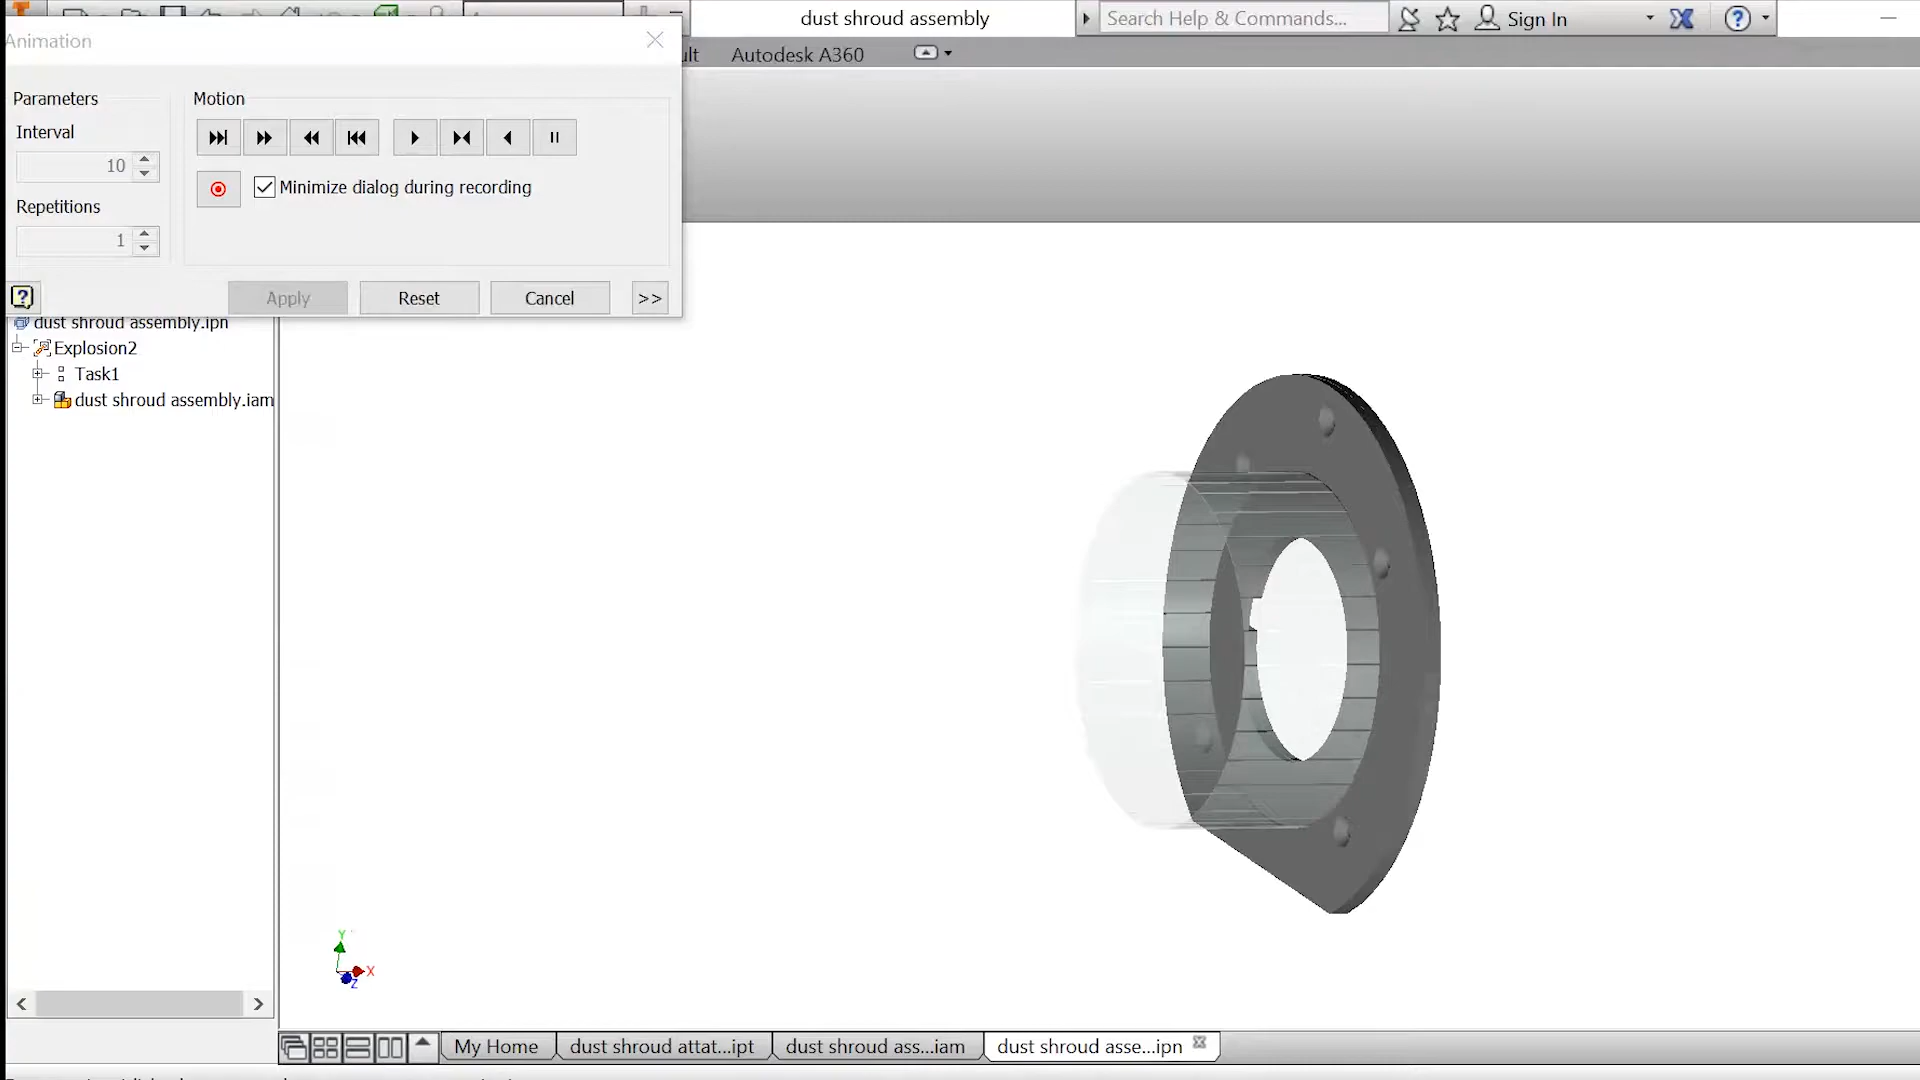 dust shroud assembly
Search Help & Commands...
Sign In
Animation
Autodesk A360
Parameters
Motion
Interval
10
Minimize dialog during recording
Repetitions
1
Apply
Reset
Cancel
>>
dust shroud assembly.ipn
Explosion2
Task1
dust shroud assembly.iam
Y
X
Z
My Home
dust shroud attat...ipt
dust shroud ass...iam
dust shroud asse...ipn